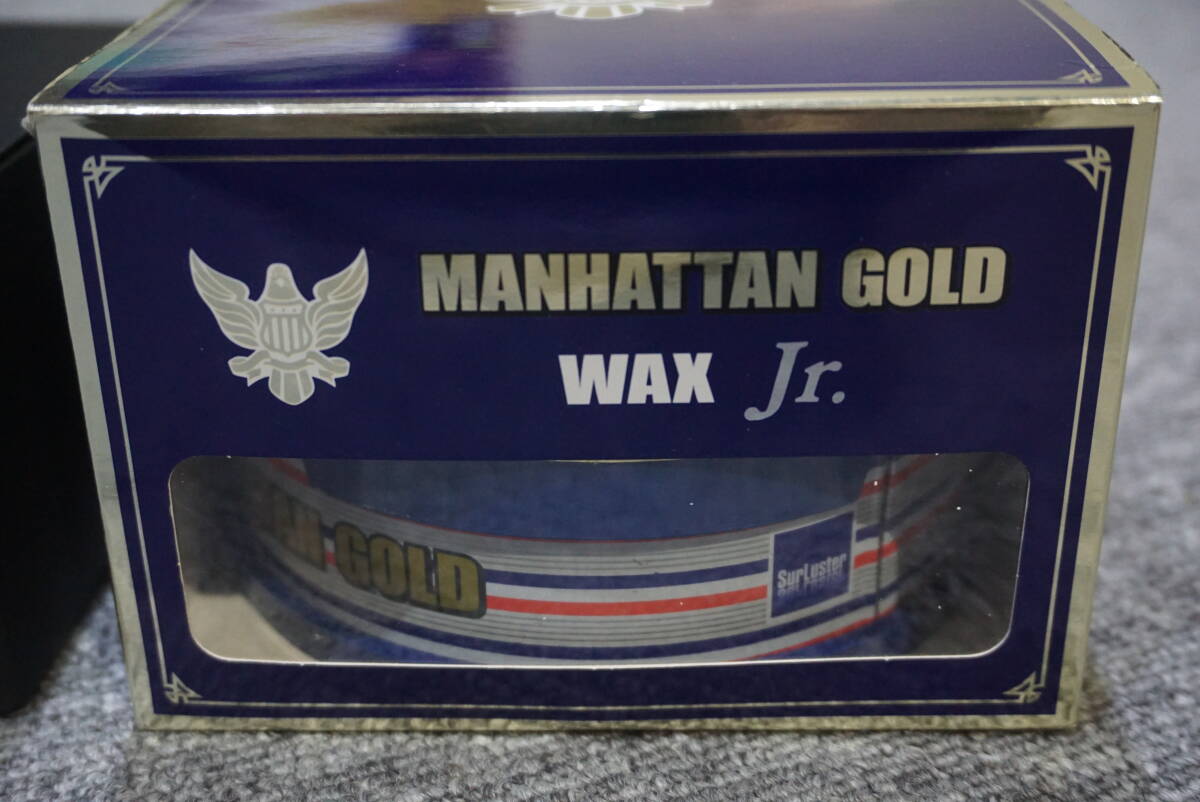 MANHATTAN GOLD
WAX Jr.
GOLD
SurLuster